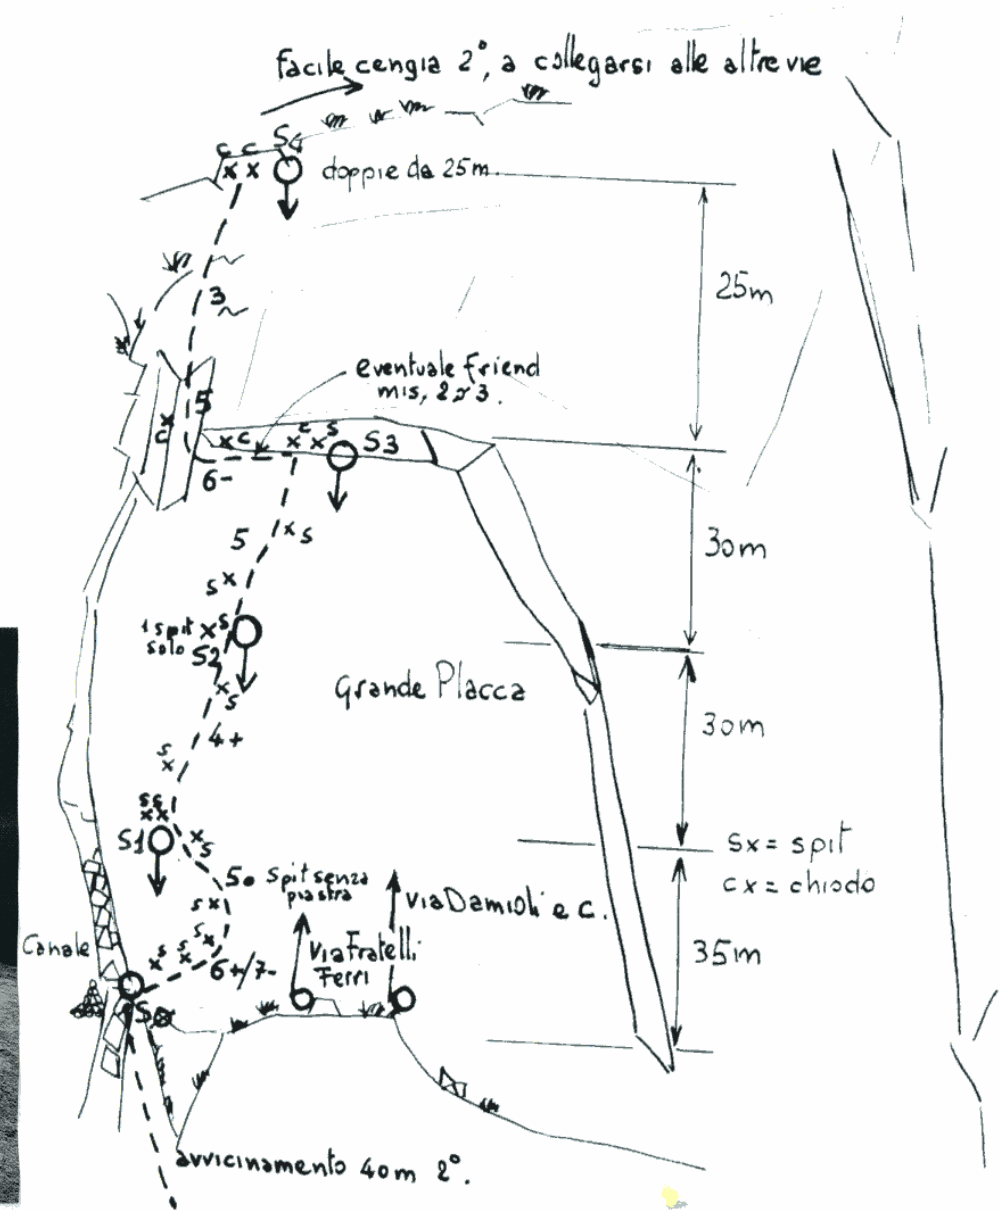 facile cengia 2°, a collegarsi alle altre vie
c c S4
x x
doppie da 25m.
3
25m
eventuale friend
mis, 2 o 3.
5
x
c
x c
c s
x x
S3
6-
5
x s
30m
s x
1 spit x s
solo S2
x s
Grande Placca
4+
30m
s
x
s s
x x
S1
x s
sx = spit
cx = chiodo
5. spit senza
piastra
s x
via Damioli e c.
Canale
s s s x
x x
6+/7-
via Fratelli
Ferri
35m
S0
avvicinamento 40m 2°.